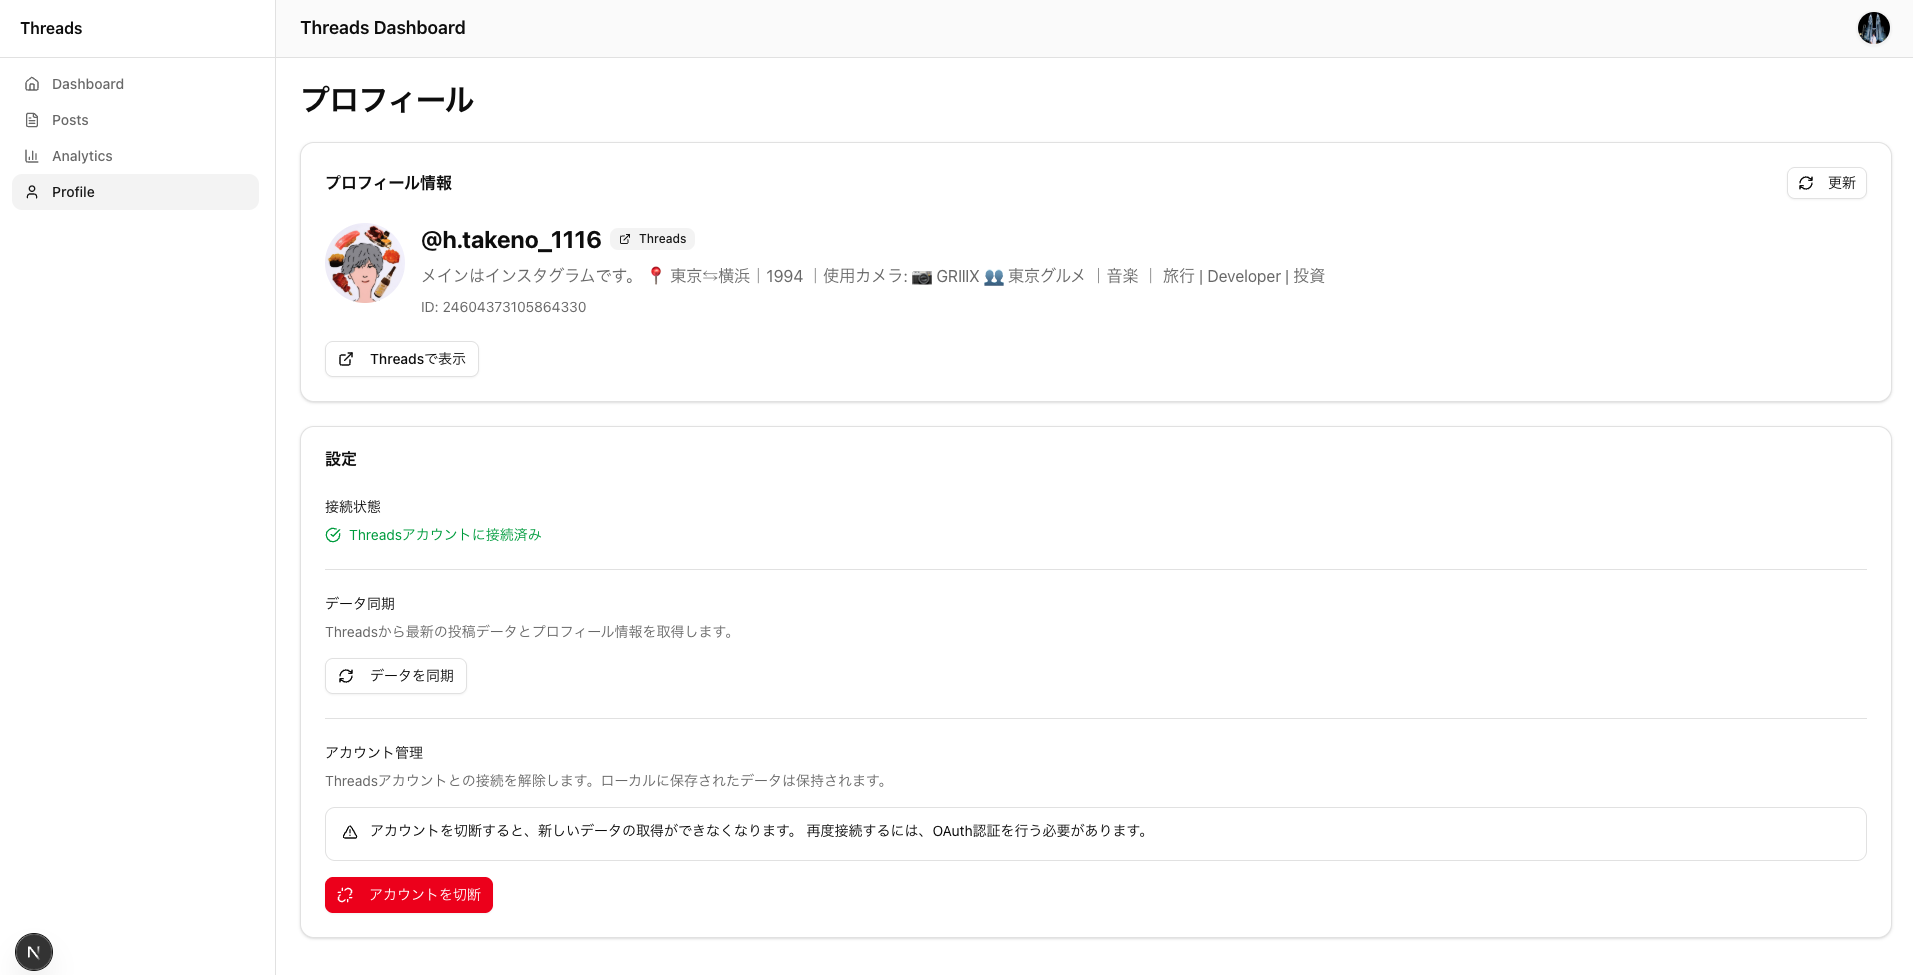 Threads
Threads Dashboard
Dashboard
Posts
Analytics
Profile
プロフィール
プロフィール情報
更新
@h.takeno_1116
Threads
メインはインスタグラムです。 📍 東京⇆横浜｜1994 ｜使用カメラ: 📷 GRIIIX 👥 東京グルメ ｜音楽 ｜ 旅行 | Developer | 投資
ID: 24604373105864330
Threadsで表示
設定
接続状態
Threadsアカウントに接続済み
データ同期
Threadsから最新の投稿データとプロフィール情報を取得します。
データを同期
アカウント管理
Threadsアカウントとの接続を解除します。ローカルに保存されたデータは保持されます。
アカウントを切断すると、新しいデータの取得ができなくなります。 再度接続するには、OAuth認証を行う必要があります。
アカウントを切断
N